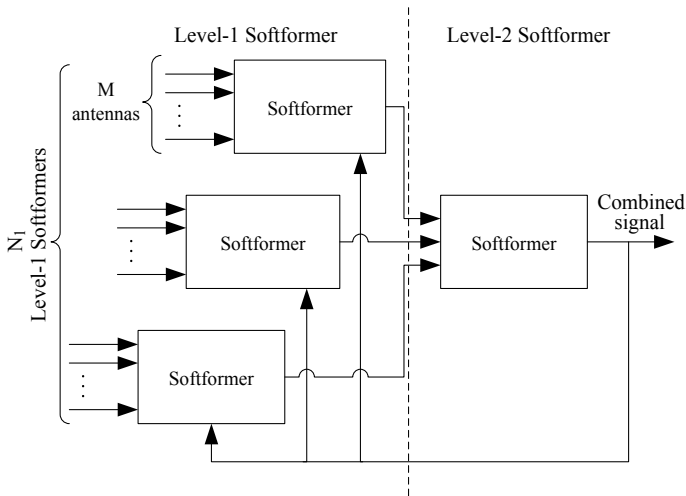 Level-1 Softformer
Level-2 Softformer
M
antennas
Softformer
N1
Level-1 Softformers
Softformer
Softformer
Combined
signal
Softformer